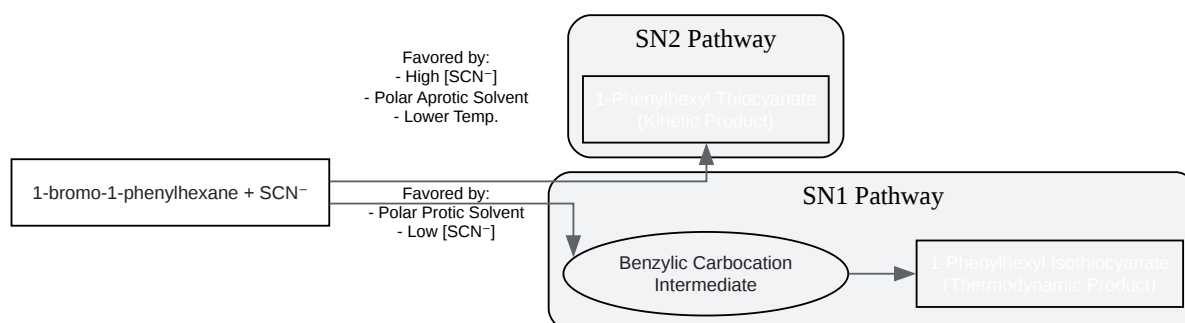 SN2 Pathway
Favored by:
- High [SCN⁻]
- Polar Aprotic Solvent
- Lower Temp.
1-Phenylhexyl Thiocyanate
(Kinetic Product)
1-bromo-1-phenylhexane + SCN⁻
Favored by:
- Polar Protic Solvent
- Low [SCN⁻]
SN1 Pathway
Benzylic Carbocation
Intermediate
1-Phenylhexyl Isothiocyanate
(Thermodynamic Product)